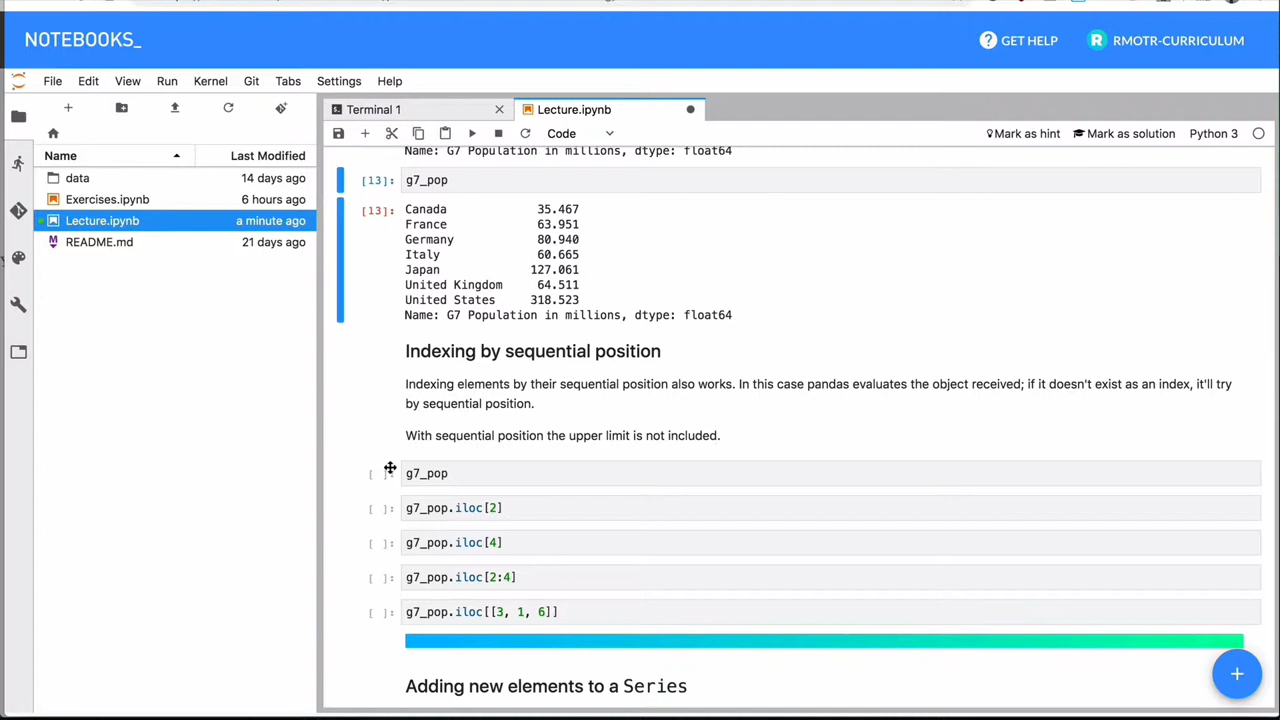 NOTEBOOKS_
? GET HELP
R RMOTR-CURRICULUM
File Edit View Run Kernel Git Tabs Settings Help
Name Last Modified
data 14 days ago
Exercises.ipynb 6 hours ago
Lecture.ipynb a minute ago
README.md 21 days ago
Terminal 1
Lecture.ipynb
Code
Mark as hint
Mark as solution
Python 3
Name: G7 Population in millions, dtype: float64
[13]: g7_pop
[13]: Canada 35.467
France 63.951
Germany 80.940
Italy 60.665
Japan 127.061
United Kingdom 64.511
United States 318.523
Name: G7 Population in millions, dtype: float64
Indexing by sequential position
Indexing elements by their sequential position also works. In this case pandas evaluates the object received; if it doesn't exist as an index, it'll try
by sequential position.
With sequential position the upper limit is not included.
[ ]: g7_pop
[ ]: g7_pop.iloc[2]
[ ]: g7_pop.iloc[4]
[ ]: g7_pop.iloc[2:4]
[ ]: g7_pop.iloc[[3, 1, 6]]
Adding new elements to a Series